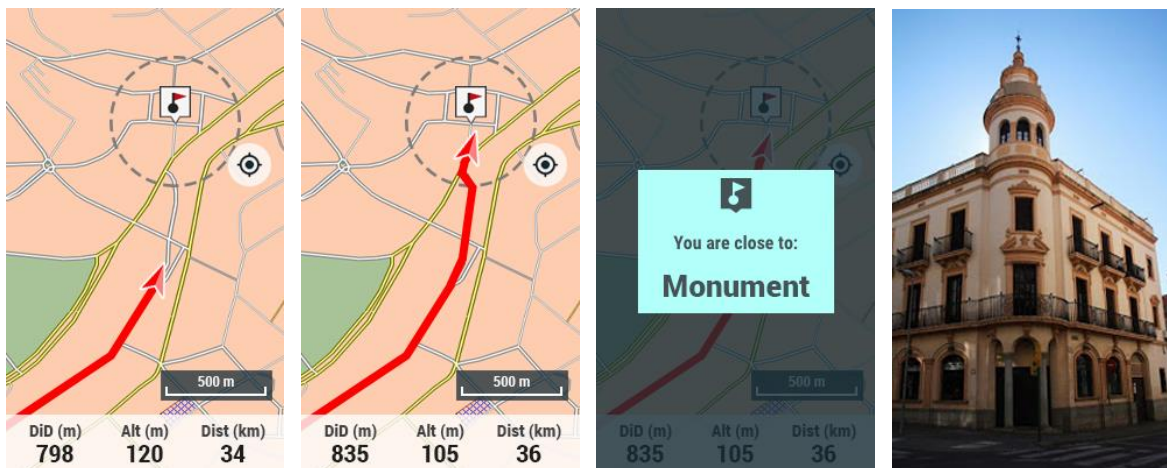 500 m
DiD (m) Alt (m) Dist (km)
798 120 34
500 m
DiD (m) Alt (m) Dist (km)
835 105 36
You are close to:
Monument
500 m
DiD (m) Alt (m) Dist (km)
835 105 36